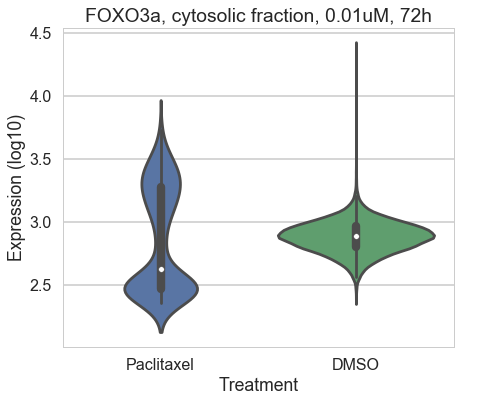 FOXO3a, cytosolic fraction, 0.01uM, 72h
4.5
4.0
3.5
3.0
2.5
Expression (log10)
Paclitaxel DMSO
Treatment